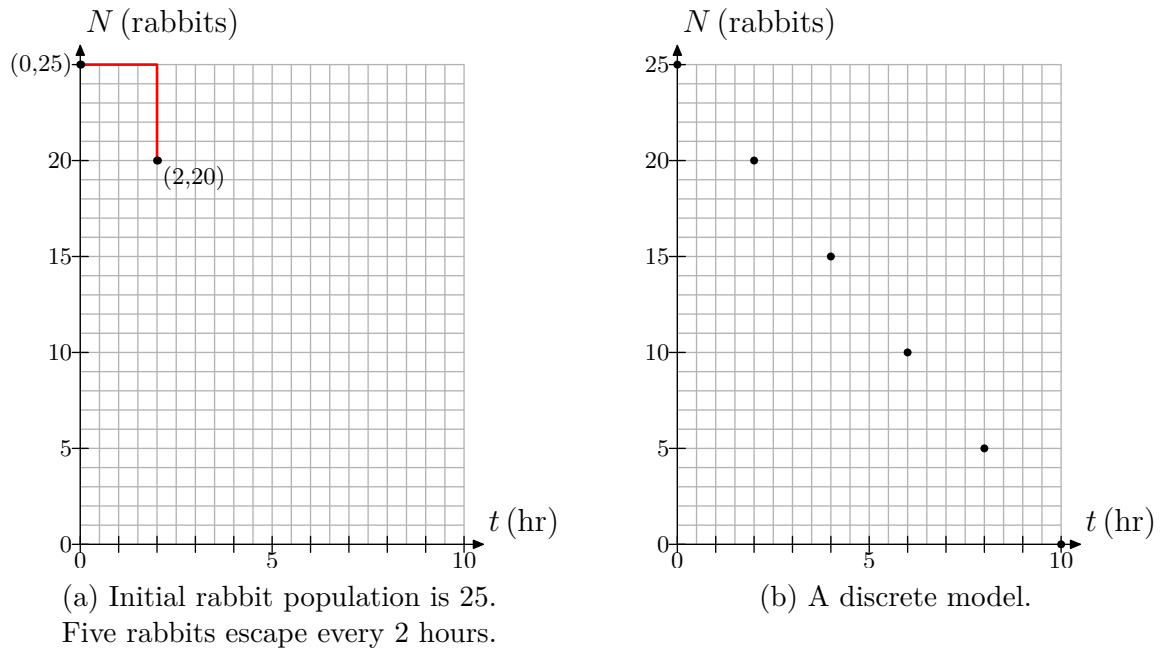 N (rabbits)
(0,25)
20
(2,20)
15
10
5
0
0 5 10
t (hr)
(a) Initial rabbit population is 25.
Five rabbits escape every 2 hours.
N (rabbits)
25
20
15
10
5
0
0 5 10
t (hr)
(b) A discrete model.